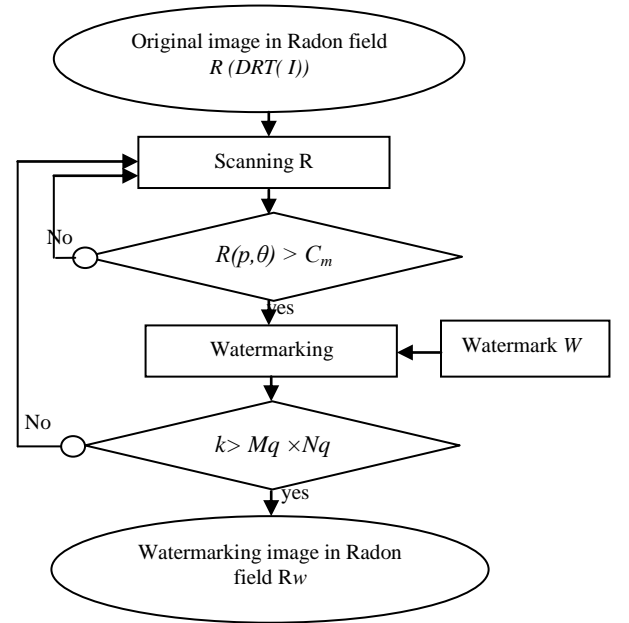 Original image in Radon field
R (DRT( I))
Scanning R
No
R(p,θ) > Cm
yes
Watermarking
Watermark W
No
k> Mq ×Nq
yes
Watermarking image in Radon
field Rw